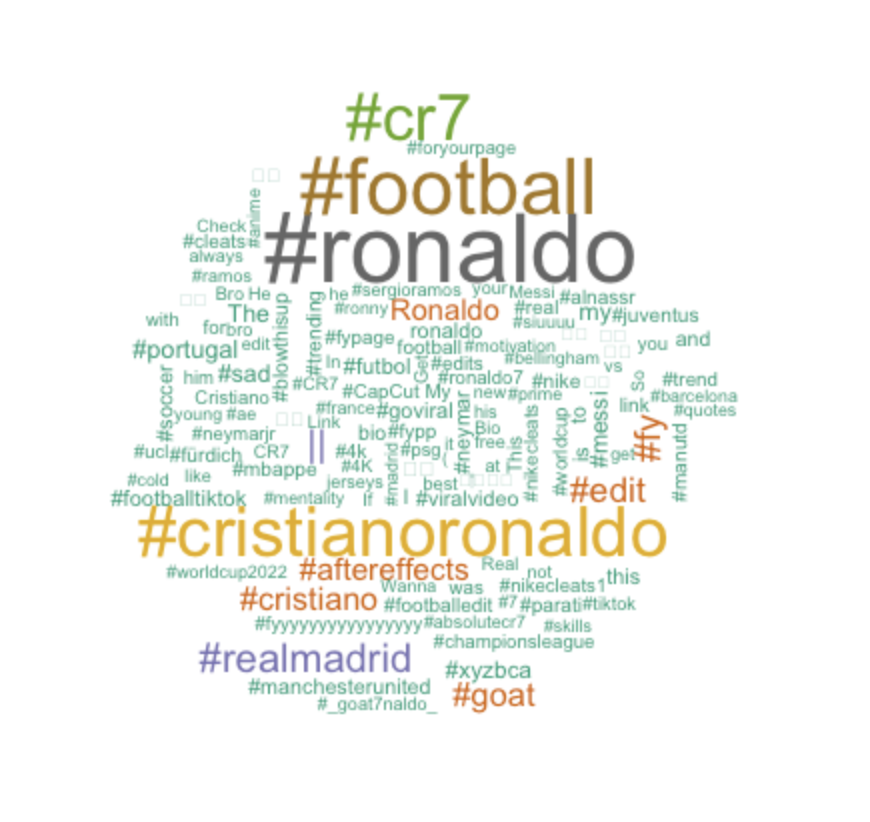 #cr7
#foryourpage
#football
#anime
#ronaldo
Check
#cleats
always
#ramos
Bro He he #sergioramos your Messi #alnassr
The #ronny Ronaldo #real my #juventus
with forbro #siuuuu
#blowthisup #trending #fypage ronaldo
#portugal edit football #motivation you and
In #futbol Get #edits #bellingham vs
him #sad #CR7 #ronaldo7 #nike So #trend
#soccer Cristiano #CapCut My new #prime #barcelona
young #ae #france #goviral his link #quotes
#neymarjr Link bio #fypp #neymar Bio #nikecleats #worldcup to #messi #fy
#ucl #fürdich CR7 || #4k #madrid #psg it free This is get #manutd
#cold like #mbappe #4K ( at
jerseys best #edit
#footballtiktok #mentality If I #viralvideo
#cristianoronaldo
#worldcup2022 #aftereffects Real not
Wanna was #nikecleats1 this
#cristiano #footballedit #7 #parati #tiktok
#fyyyyyyyyyyyyyyyy #absolutecr7 #skills
#championsleague
#realmadrid
#xyzbca
#manchesterunited #goat
#_goat7naldo_